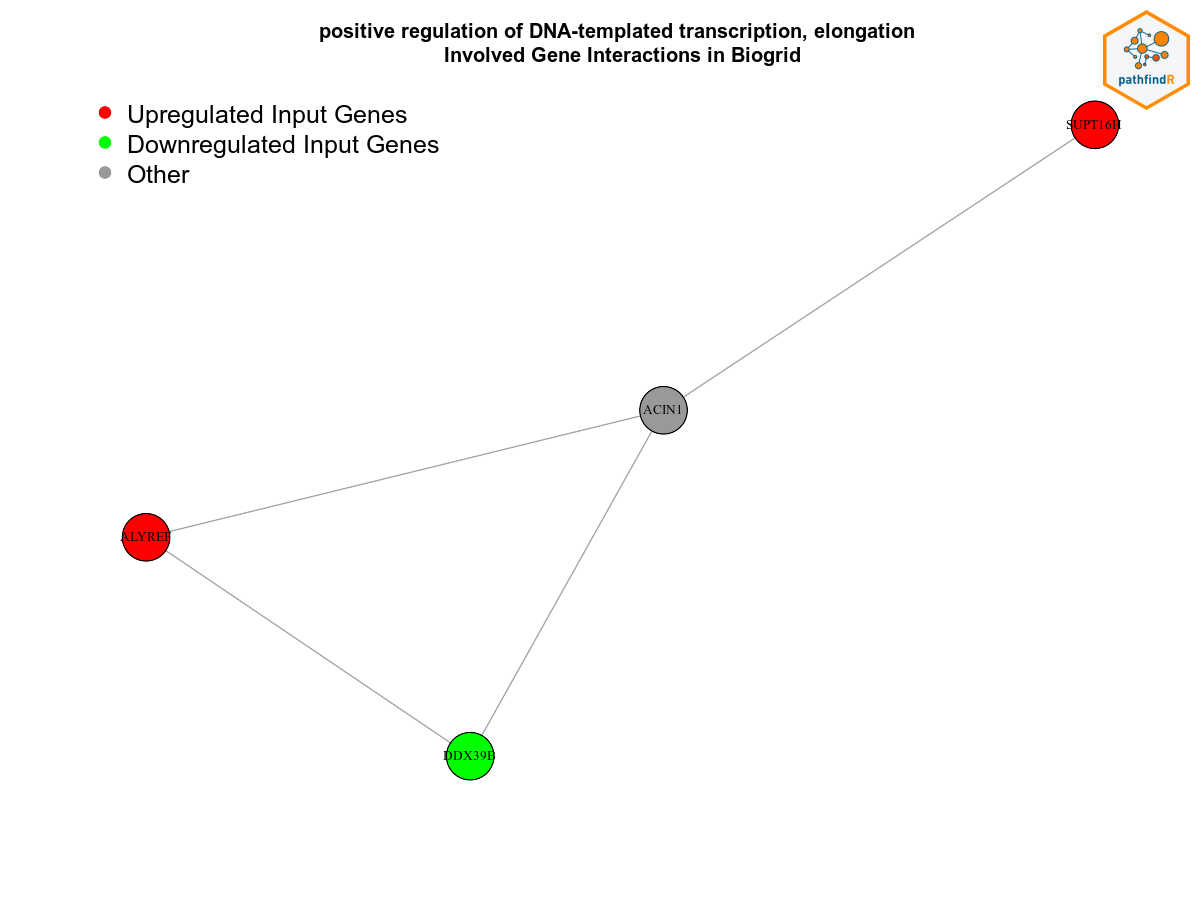 positive regulation of DNA-templated transcription, elongation
Involved Gene Interactions in Biogrid
pathfindR
Upregulated Input Genes
Downregulated Input Genes
Other
SUPT16H
ACIN1
ALYREF
DDX39B